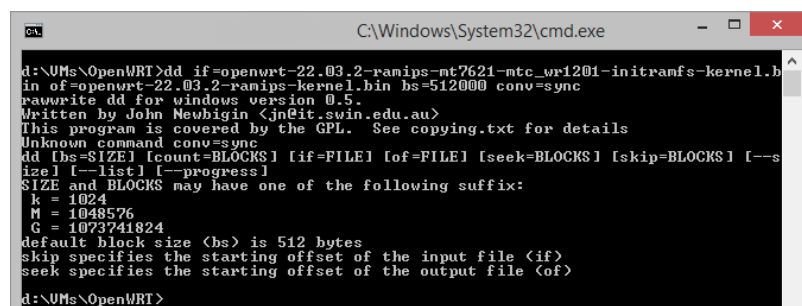 C:\Windows\System32\cmd.exe
d:\VMs\OpenWRT>dd if=openwrt-22.03.2-ramips-mt7621-mtc_wr1201-initramfs-kernel.b
in of=openwrt-22.03.2-ramips-kernel.bin bs=512000 conv=sync
rawwrite dd for windows version 0.5.
Written by John Newbigin <jn@it.swin.edu.au>
This program is covered by the GPL.  See copying.txt for details
Unknown command conv=sync
dd [bs=SIZE] [count=BLOCKS] [if=FILE] [of=FILE] [seek=BLOCKS] [skip=BLOCKS] [--s
ize] [--list] [--progress]
SIZE and BLOCKS may have one of the following suffix:
 k = 1024
 M = 1048576
 G = 1073741824
default block size (bs) is 512 bytes
skip specifies the starting offset of the input file (if)
seek specifies the starting offset of the output file (of)
d:\VMs\OpenWRT>